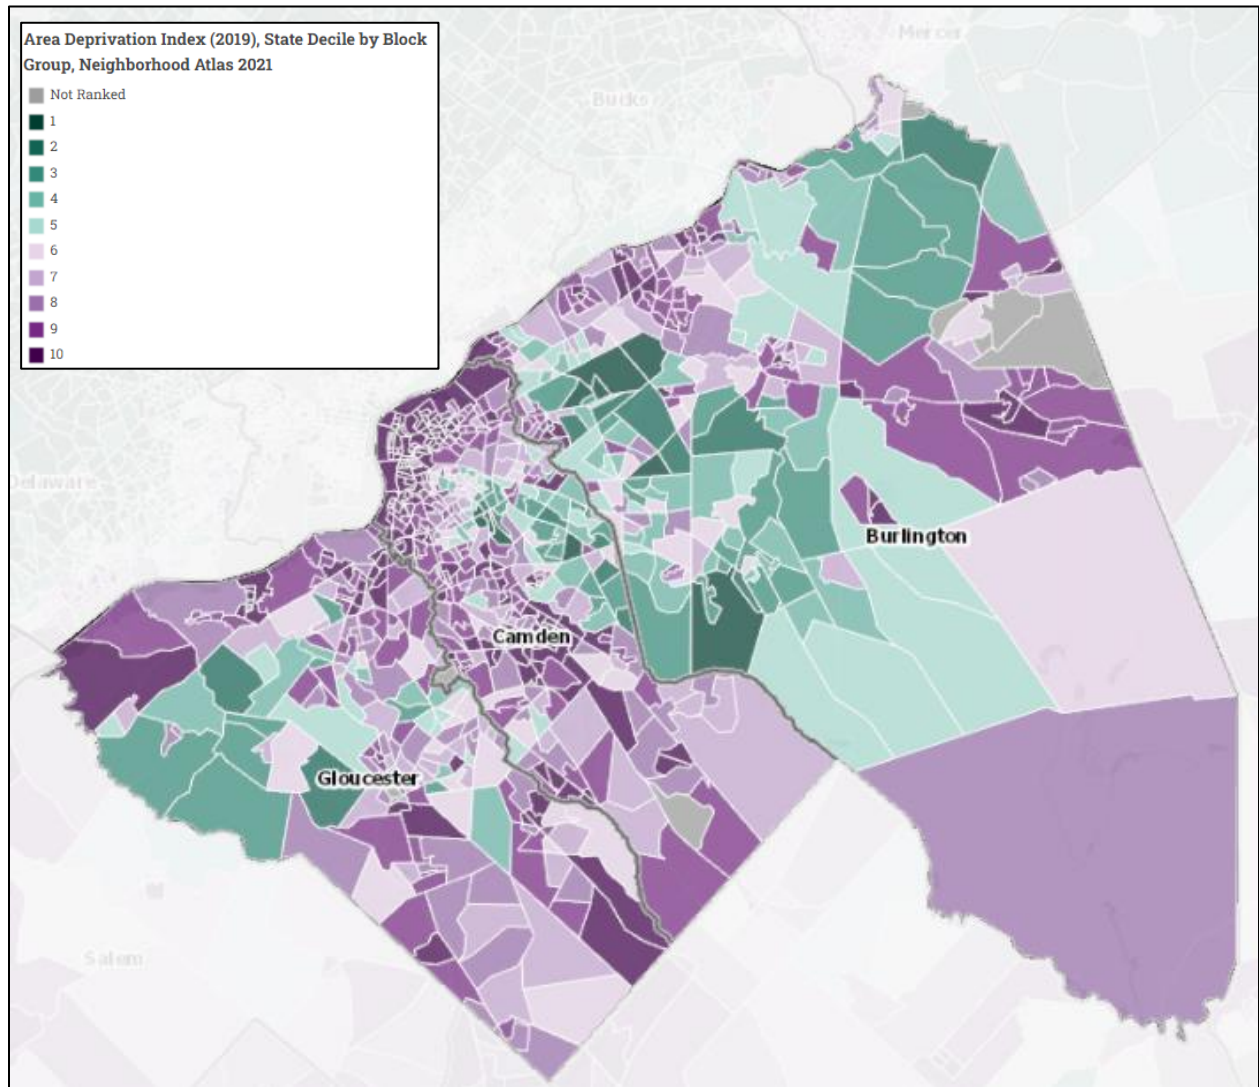 Area Deprivation Index (2019), State Decile by Block
Group, Neighborhood Atlas 2021
Not Ranked
1
2
3
4
5
6
7
8
9
10
Mercer
Bucks
Delaware
Burlington
Camden
Gloucester
Salem